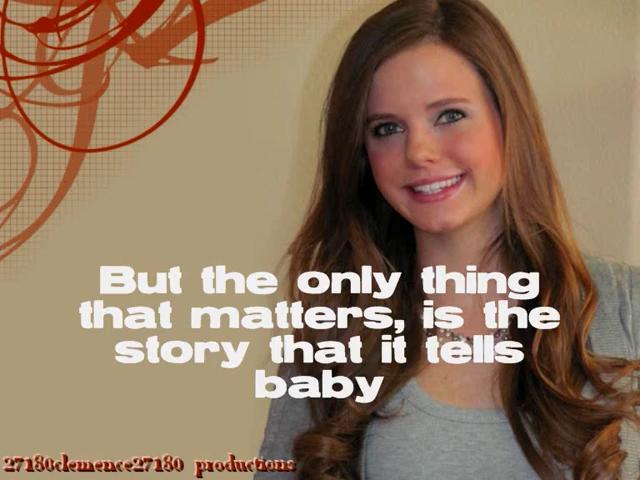 But the only thing
that matters, is the
story that it tells
baby
27180clemence27180 productions